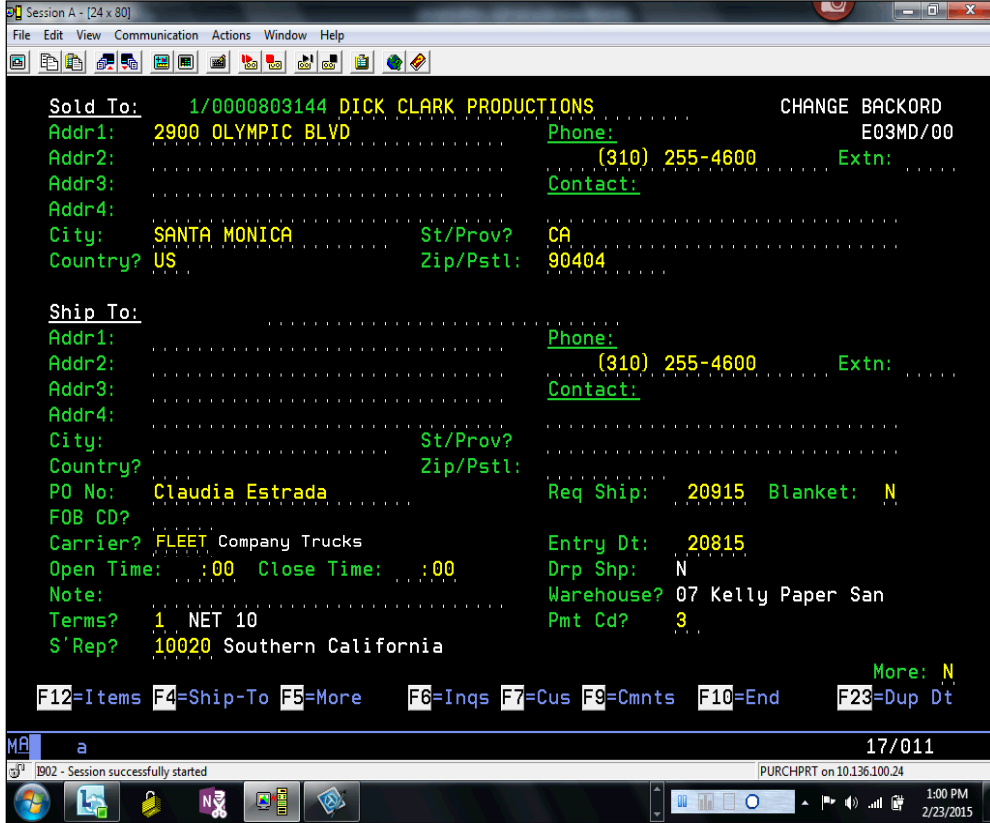 Session A - [24 x 80]
File Edit View Communication Actions Window Help
Sold To: 1/0000803144 DICK CLARK PRODUCTIONS CHANGE BACKORD
Addr1: 2900 OLYMPIC BLVD Phone: E03MD/00
Addr2: (310) 255-4600 Extn:
Addr3: Contact:
Addr4:
City: SANTA MONICA St/Prov? CA
Country? US Zip/Pstl: 90404
Ship To:
Addr1: Phone:
Addr2: (310) 255-4600 Extn:
Addr3: Contact:
Addr4:
City: St/Prov?
Country? Zip/Pstl:
PO No: Claudia Estrada Req Ship: 20915 Blanket: N
FOB CD?
Carrier? FLEET Company Trucks Entry Dt: 20815
Open Time: :00 Close Time: :00 Drp Shp: N
Note: Warehouse? 07 Kelly Paper San
Terms? 1 NET 10 Pmt Cd? 3
S'Rep? 10020 Southern California
More: N
F12=Items F4=Ship-To F5=More F6=Inqs F7=Cus F9=Cmnts F10=End F23=Dup Dt
MA a 17/011
I902 - Session successfully started PURCHPRT on 10.136.100.24
1:00 PM
2/23/2015